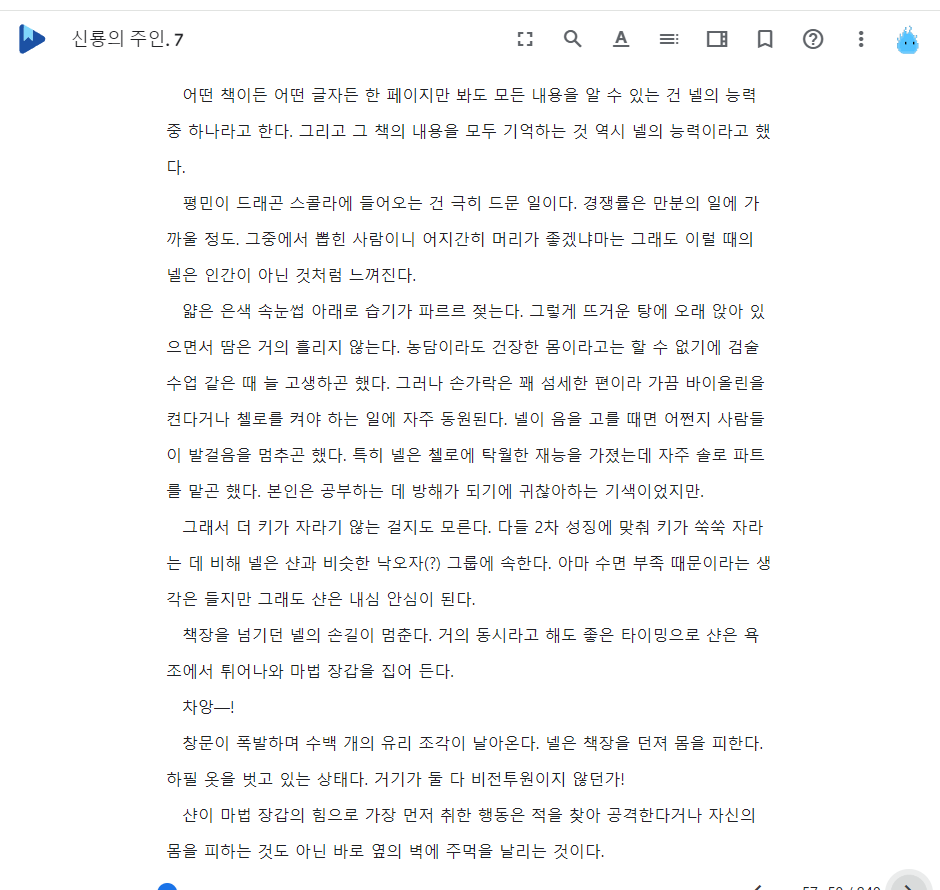 신룡의 주인. 7
어떤 책이든 어떤 글자든 한 페이지만 봐도 모든 내용을 알 수 있는 건 넬의 능력
중 하나라고 한다. 그리고 그 책의 내용을 모두 기억하는 것 역시 넬의 능력이라고 했
다.
평민이 드래곤 스콜라에 들어오는 건 극히 드문 일이다. 경쟁률은 만분의 일에 가
까울 정도. 그중에서 뽑힌 사람이니 어지간히 머리가 좋겠냐마는 그래도 이럴 때의
넬은 인간이 아닌 것처럼 느껴진다.
얇은 은색 속눈썹 아래로 습기가 파르르 젖는다. 그렇게 뜨거운 탕에 오래 앉아 있
으면서 땀은 거의 흘리지 않는다. 농담이라도 건장한 몸이라고는 할 수 없기에 검술
수업 같은 때 늘 고생하곤 했다. 그러나 손가락은 꽤 섬세한 편이라 가끔 바이올린을
켠다거나 첼로를 켜야 하는 일에 자주 동원된다. 넬이 음을 고를 때면 어쩐지 사람들
이 발걸음을 멈추곤 했다. 특히 넬은 첼로에 탁월한 재능을 가졌는데 자주 솔로 파트
를 맡곤 했다. 본인은 공부하는 데 방해가 되기에 귀찮아하는 기색이었지만.
그래서 더 키가 자라기 않는 걸지도 모른다. 다들 2차 성징에 맞춰 키가 쑥쑥 자라
는 데 비해 넬은 샨과 비슷한 낙오자(?) 그룹에 속한다. 아마 수면 부족 때문이라는 생
각은 들지만 그래도 샨은 내심 안심이 된다.
책장을 넘기던 넬의 손길이 멈춘다. 거의 동시라고 해도 좋은 타이밍으로 샨은 욕
조에서 튀어나와 마법 장갑을 집어 든다.
차앙―!
창문이 폭발하며 수백 개의 유리 조각이 날아온다. 넬은 책장을 던져 몸을 피한다.
하필 옷을 벗고 있는 상태다. 거기가 둘 다 비전투원이지 않던가!
샨이 마법 장갑의 힘으로 가장 먼저 취한 행동은 적을 찾아 공격한다거나 자신의
몸을 피하는 것도 아닌 바로 옆의 벽에 주먹을 날리는 것이다.